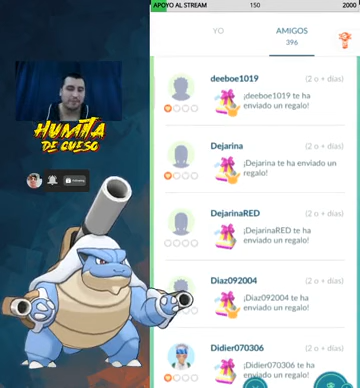 APOYO AL STREAM 150 2000
YO
AMIGOS
396
HUMITA
DE QUESO
deeboe1019 (2 o + días)
¡deeboe1019 te ha
enviado un regalo!
Dejarina (2 o + días)
¡Dejarina te ha enviado un
regalo!
DejarinaRED (2 o + días)
¡DejarinaRED te ha
enviado un regalo!
Diaz092004 (2 o + días)
¡Diaz092004 te ha
enviado un regalo!
Didier070306 (2 o + días)
¡Didier070306 te ha
enviado un regalo!